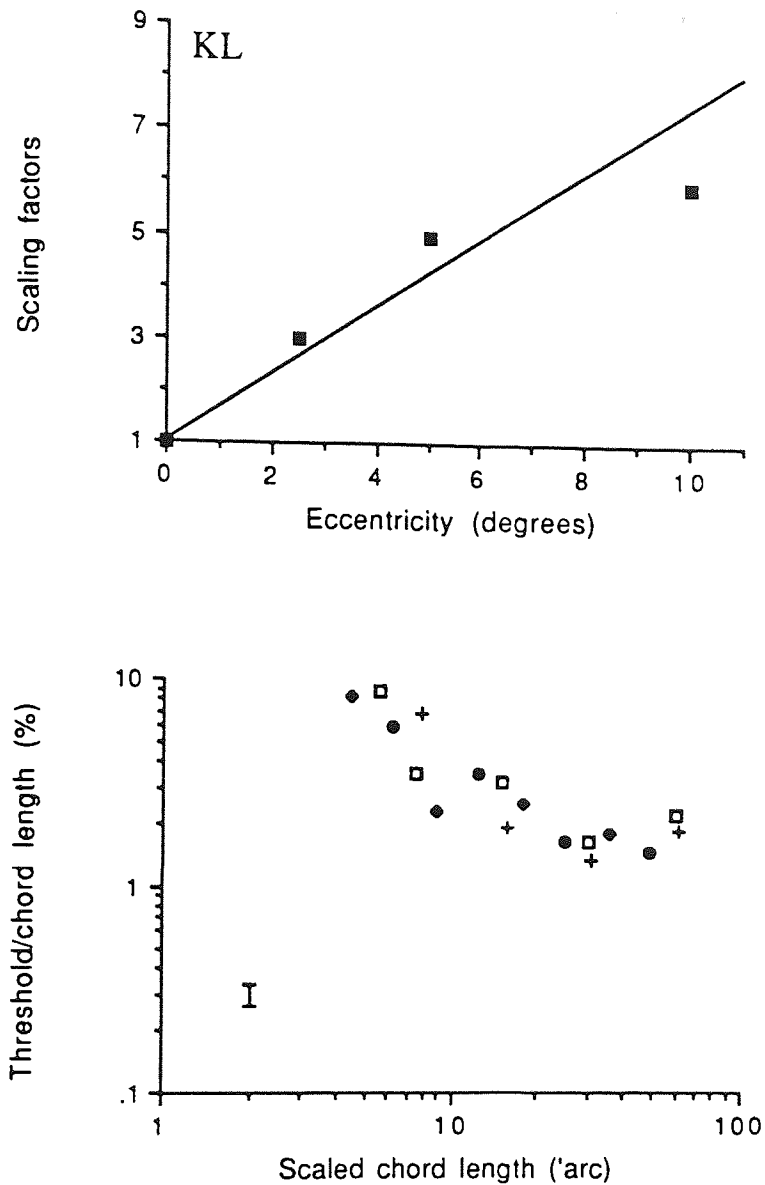 KL
9
7
5
3
1
Scaling factors
0 2 4 6 8 10
Eccentricity (degrees)
10
1
.1
Threshold/chord length (%)
1 10 100
Scaled chord length ('arc)